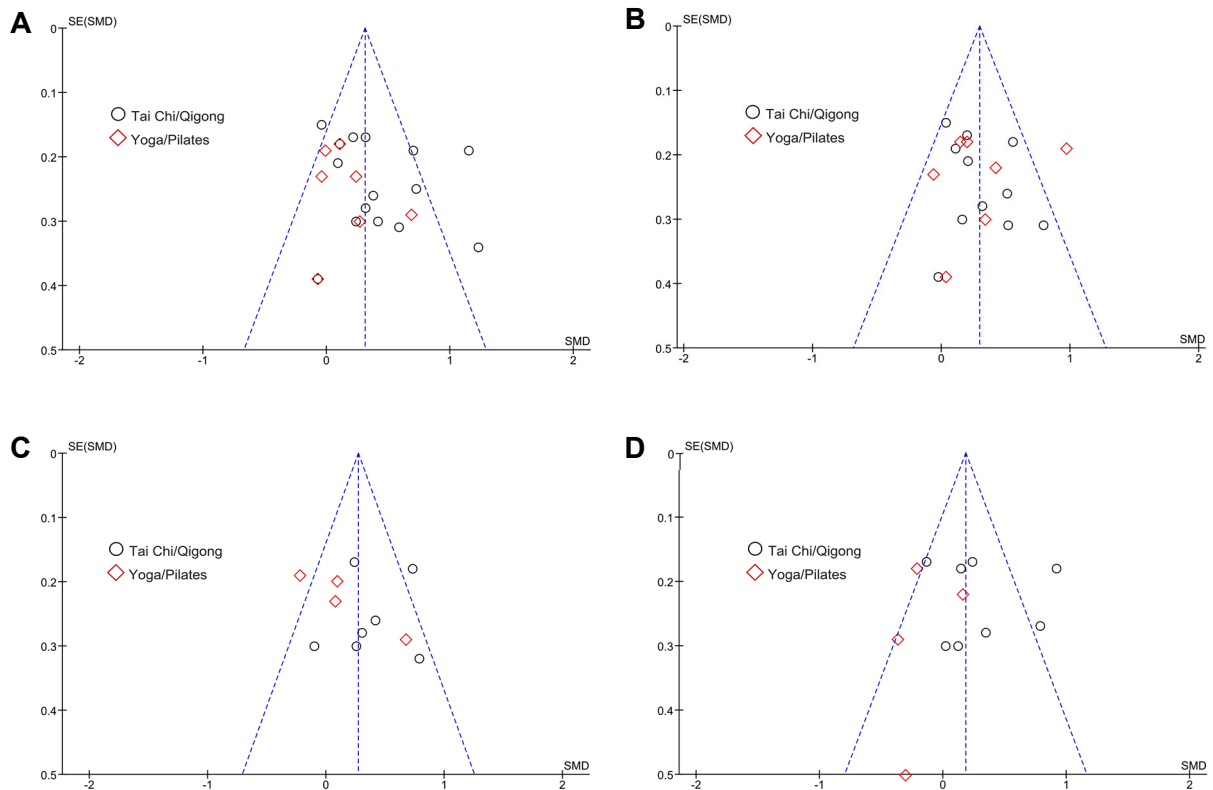 A
SE(SMD)
0
0.1
0.2
0.3
0.4
0.5
Tai Chi/Qigong
Yoga/Pilates
SMD
-2
-1
0
1
2
B
SE(SMD)
0
0.1
0.2
0.3
0.4
0.5
Tai Chi/Qigong
Yoga/Pilates
SMD
-2
-1
0
1
2
C
SE(SMD)
0
0.1
0.2
0.3
0.4
0.5
Tai Chi/Qigong
Yoga/Pilates
SMD
-2
-1
0
1
2
D
SE(SMD)
0
0.1
0.2
0.3
0.4
0.5
Tai Chi/Qigong
Yoga/Pilates
SMD
-2
-1
0
1
2